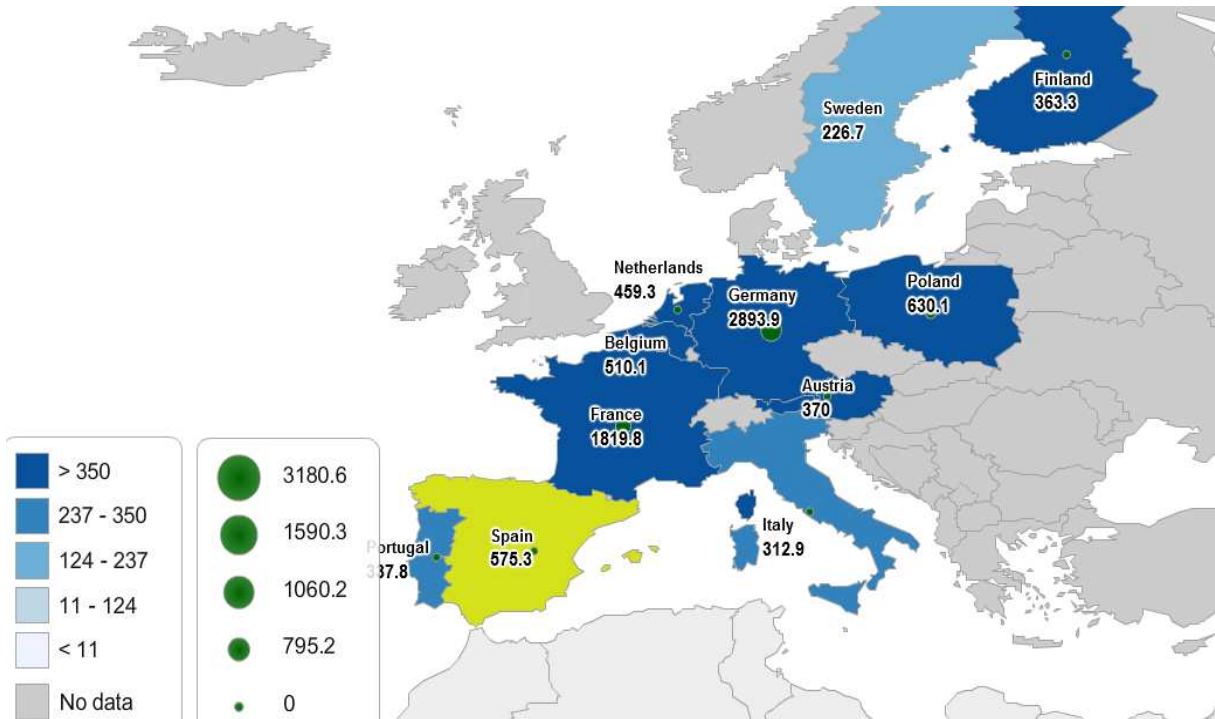 Finland
363.3
Sweden
226.7
Netherlands
459.3
Germany
2893.9
Poland
630.1
Belgium
510.1
Austria
370
France
1819.8
Italy
312.9
Spain
575.3
Portugal
337.8
> 350
237 - 350
124 - 237
11 - 124
< 11
No data
3180.6
1590.3
1060.2
795.2
0